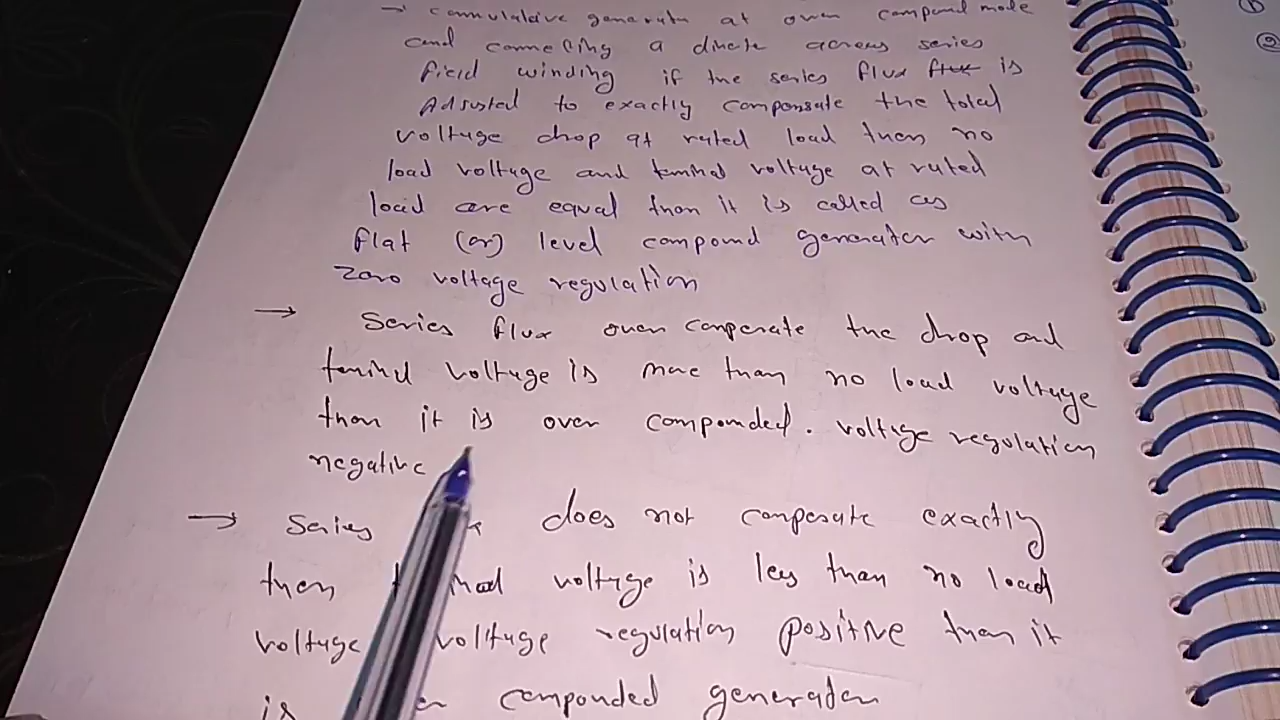 → Cummulative generator at over compound mode
and connecting a divertor across series
field winding if the series flux is
Adjusted to exactly compensate the total
voltage drop at rated load then no
load voltage and terminal voltage at rated
load are equal then it is called as
flat (or) level compound generator with
Zero voltage regulation
→ Series flux over compensate the drop and
terminal voltage is more than no load voltage
then it is over compounded. voltage regulation
negative
→ Series does not compensate exactly
then voltage is less than no load
voltage voltage regulation positive then it
is compounded generator